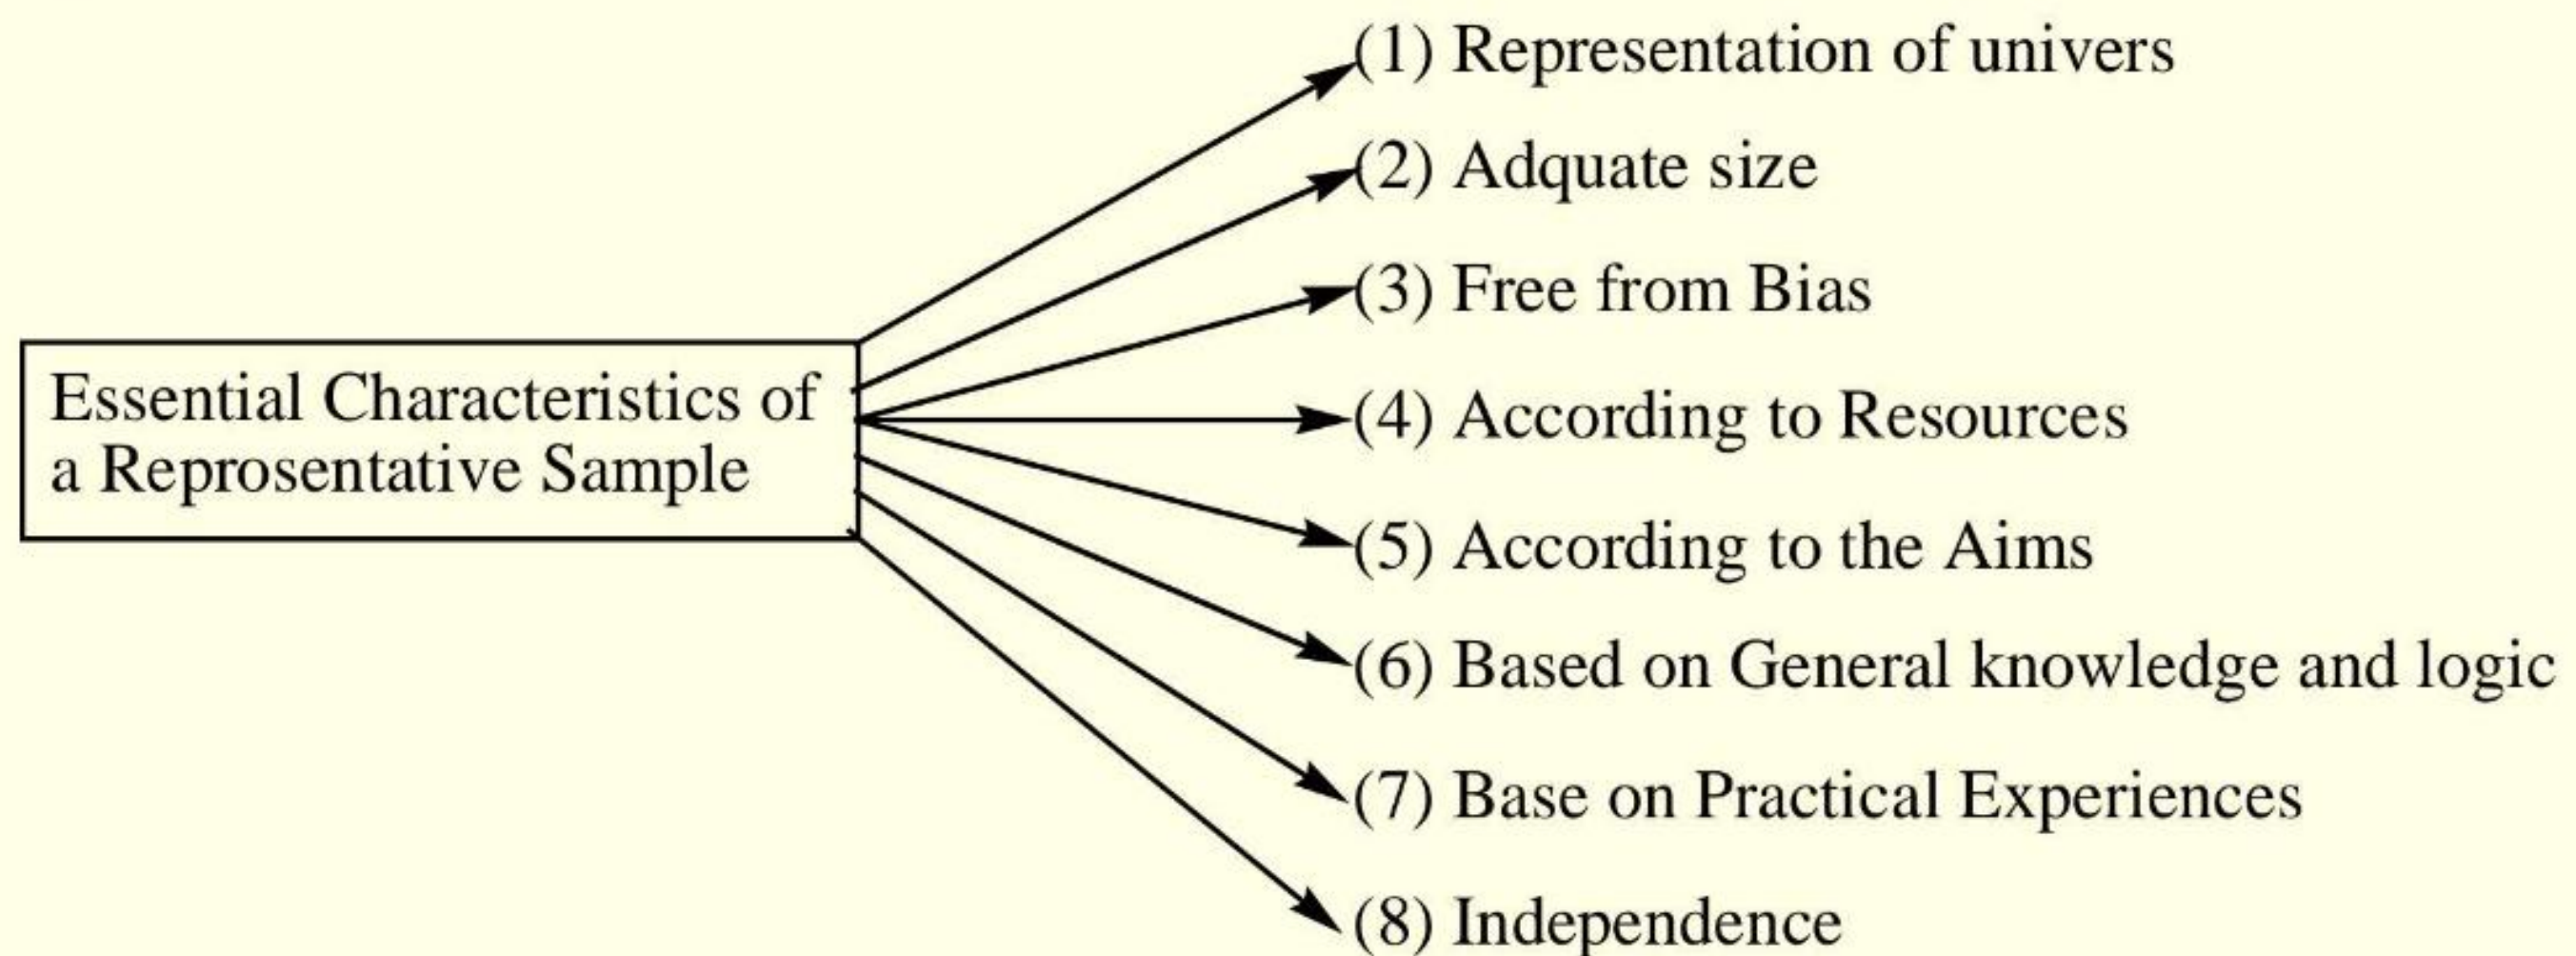 Essential Characteristics of
a Reprosentative Sample
(1) Representation of univers
(2) Adquate size
(3) Free from Bias
(4) According to Resources
(5) According to the Aims
(6) Based on General knowledge and logic
(7) Base on Practical Experiences
(8) Independence